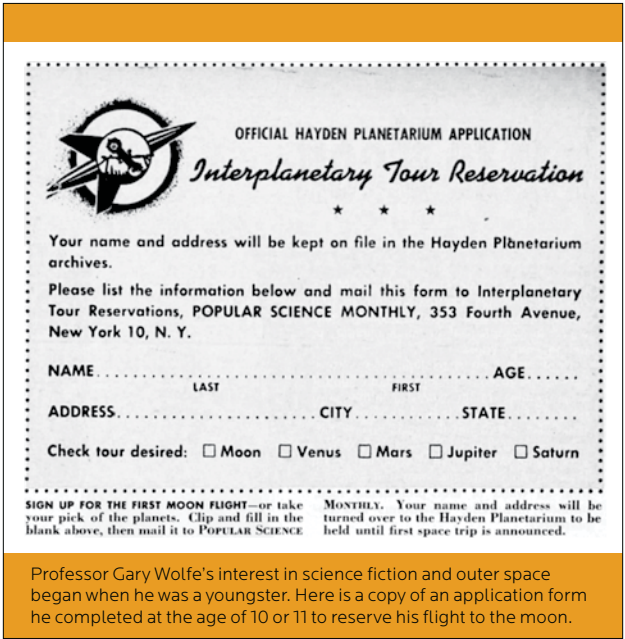 OFFICIAL HAYDEN PLANETARIUM APPLICATION
Interplanetary Tour Reservation
Your name and address will be kept on file in the Hayden Planetarium
archives.
Please list the information below and mail this form to Interplanetary
Tour Reservations, POPULAR SCIENCE MONTHLY, 353 Fourth Avenue,
New York 10, N. Y.
NAME.......................................................AGE......
LAST FIRST
ADDRESS............................CITY..............STATE........
Check tour desired: ☐ Moon ☐ Venus ☐ Mars ☐ Jupiter ☐ Saturn
SIGN UP FOR THE FIRST MOON FLIGHT—or take
your pick of the planets. Clip and fill in the
blank above, then mail it to POPULAR SCIENCE
MONTHLY. Your name and address will be
turned over to the Hayden Planetarium to be
held until first space trip is announced.
Professor Gary Wolfe's interest in science fiction and outer space
began when he was a youngster. Here is a copy of an application form
he completed at the age of 10 or 11 to reserve his flight to the moon.